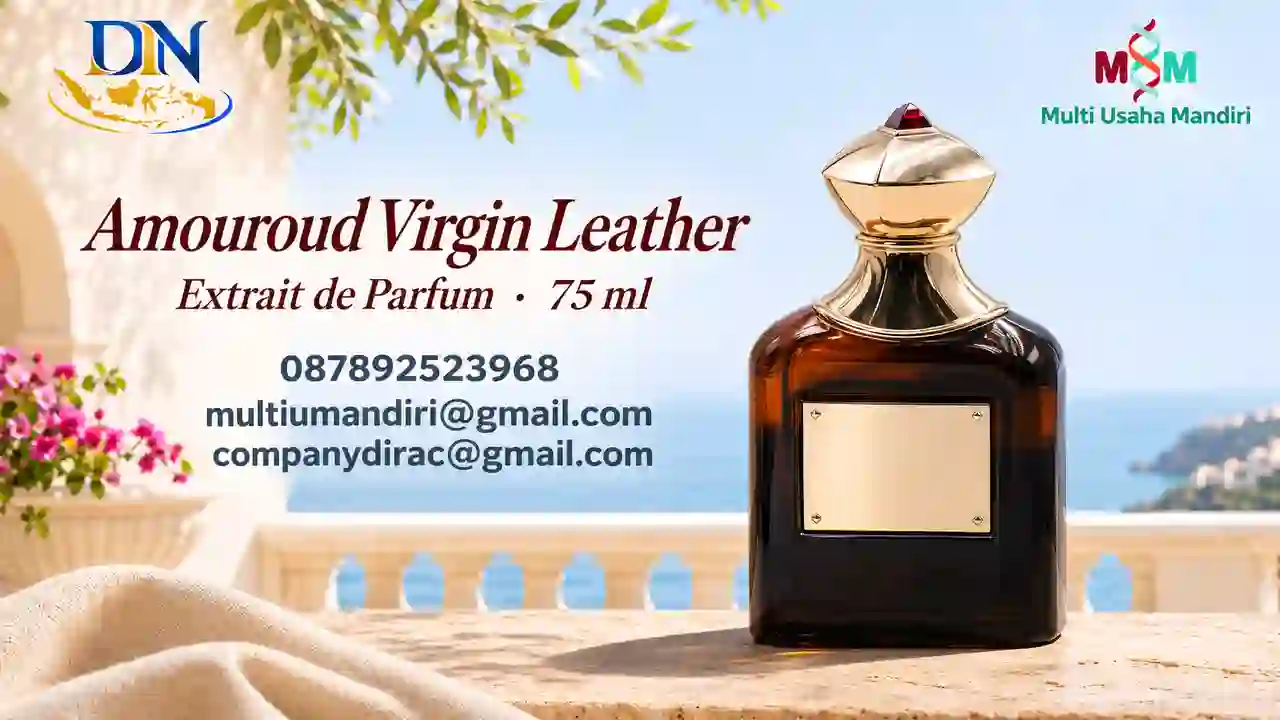 DN
M M
Multi Usaha Mandiri
Amouroud Virgin Leather
Extrait de Parfum · 75 ml
087892523968
multiumandiri@gmail.com
companydirac@gmail.com